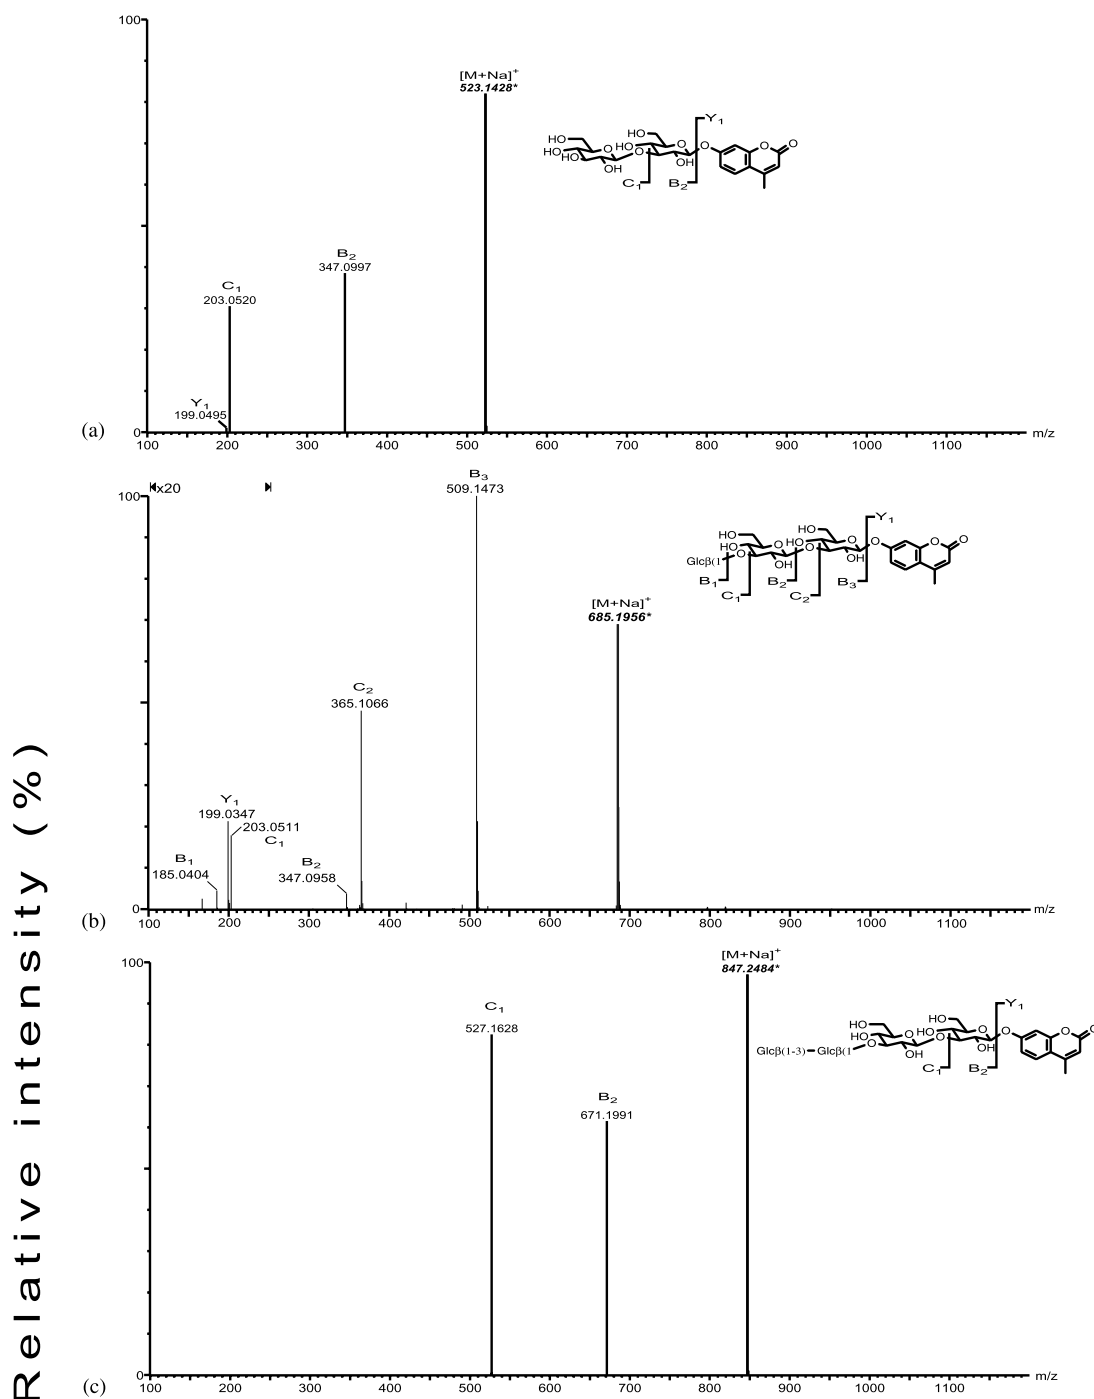 Relative intensity (%)
100
[M+Na]+
523.1428*
Y1
HO
HO
HO
HO
O
O
OH
HO
O
O
OH
O
O
O
C1
B2
B2
347.0997
C1
203.0520
Y1
199.0495
(a)
0
100 200 300 400 500 600 700 800 900 1000 1100 m/z
x20
100
B3
509.1473
Y1
HO
HO
HO
HO
O
O
O
O
O
O
O
O
OH
OH
Glcβ(1
B1
B2
B3
C1
C2
[M+Na]+
685.1956*
C2
365.1066
Y1
199.0347
203.0511
C1
B1
185.0404
B2
347.0958
(b)
0
100 200 300 400 500 600 700 800 900 1000 1100 m/z
100
[M+Na]+
847.2484*
C1
527.1628
Y1
HO
HO
HO
HO
O
O
O
O
O
O
O
OH
OH
Glcβ(1-3)–Glcβ(1
C1
B2
B2
671.1991
(c)
0
100 200 300 400 500 600 700 800 900 1000 1100 m/z